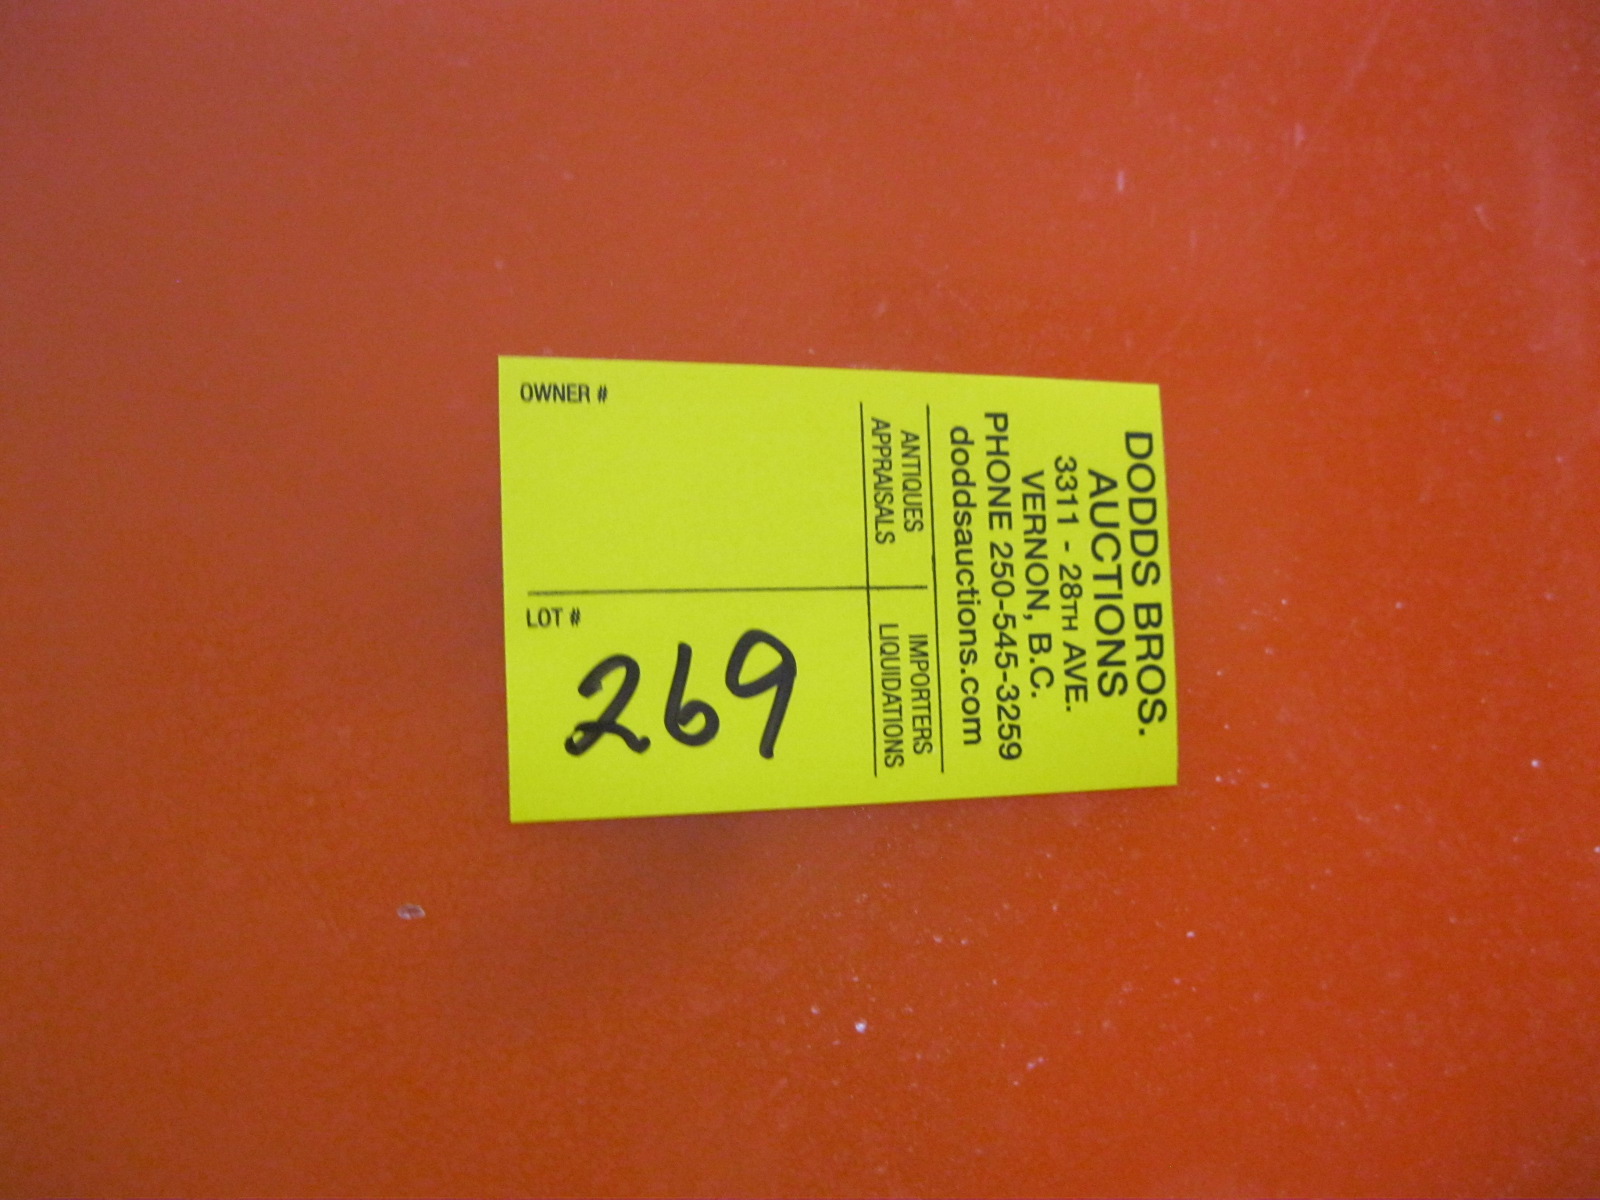 DODDS BROS.
AUCTIONS
3311 - 28TH AVE.
VERNON, B.C.
PHONE 250-545-3259
doddsauctions.com
ANTIQUES
APPRAISALS
IMPORTERS
LIQUIDATIONS
OWNER #
LOT #
269